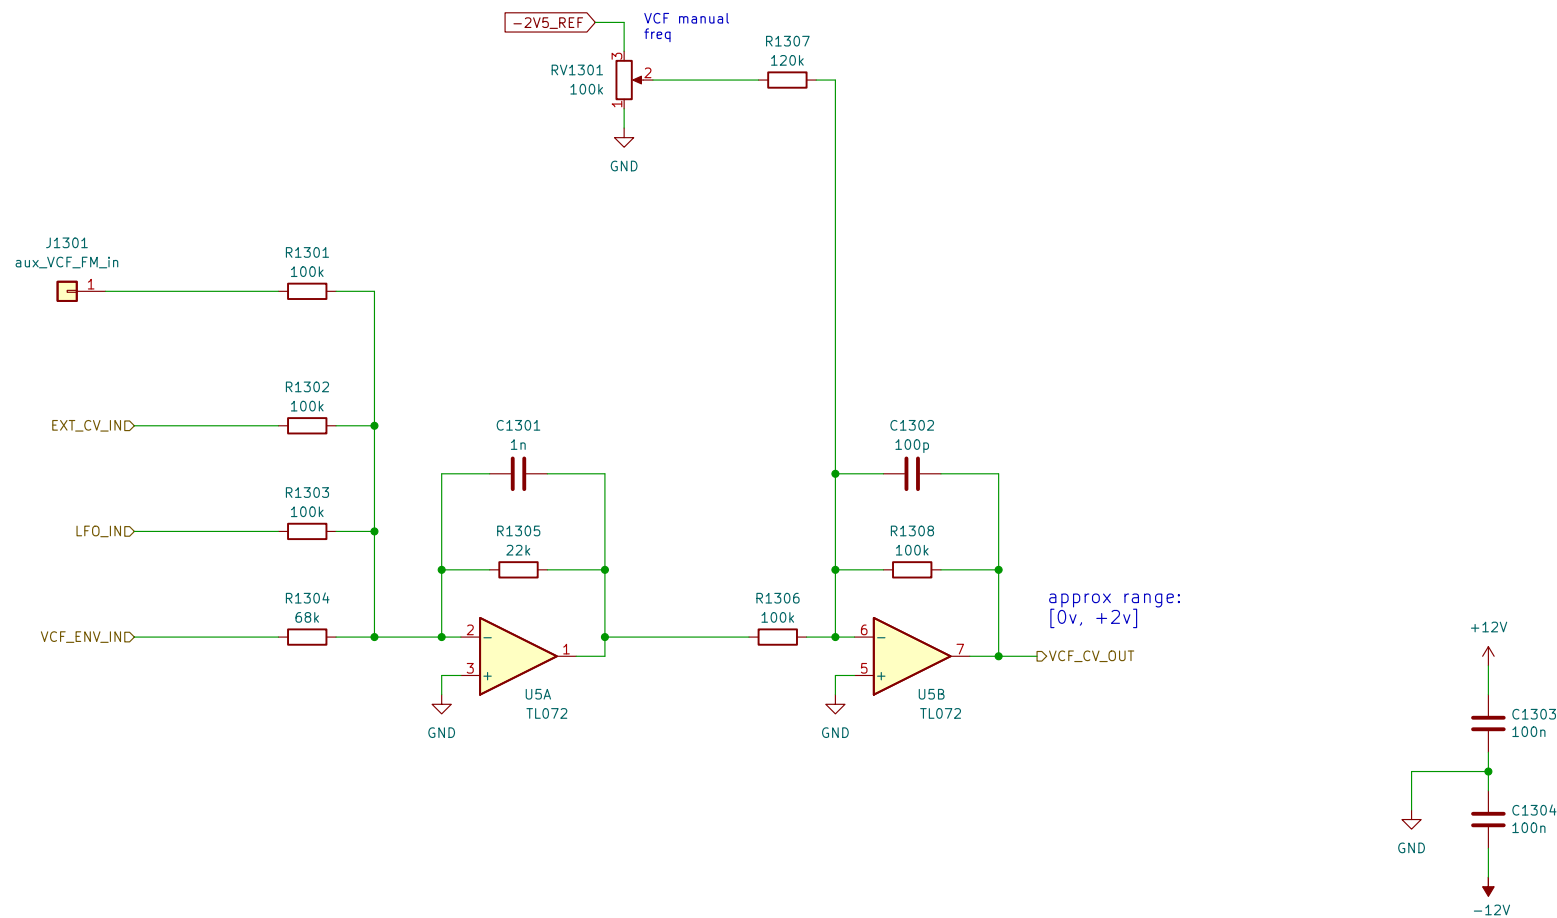 -2V5_REF
VCF manual
freq
3
RV1301
100k
2
1
GND
R1307
120k
J1301
aux_VCF_FM_in
1
R1301
100k
EXT_CV_IN
R1302
100k
LFO_IN
R1303
100k
VCF_ENV_IN
R1304
68k
C1301
1n
R1305
22k
2
−
3
+
1
U5A
TL072
GND
R1306
100k
C1302
100p
R1308
100k
6
−
5
+
7
U5B
TL072
GND
approx range:
[0v, +2v]
VCF_CV_OUT
+12V
C1303
100n
GND
C1304
100n
-12V